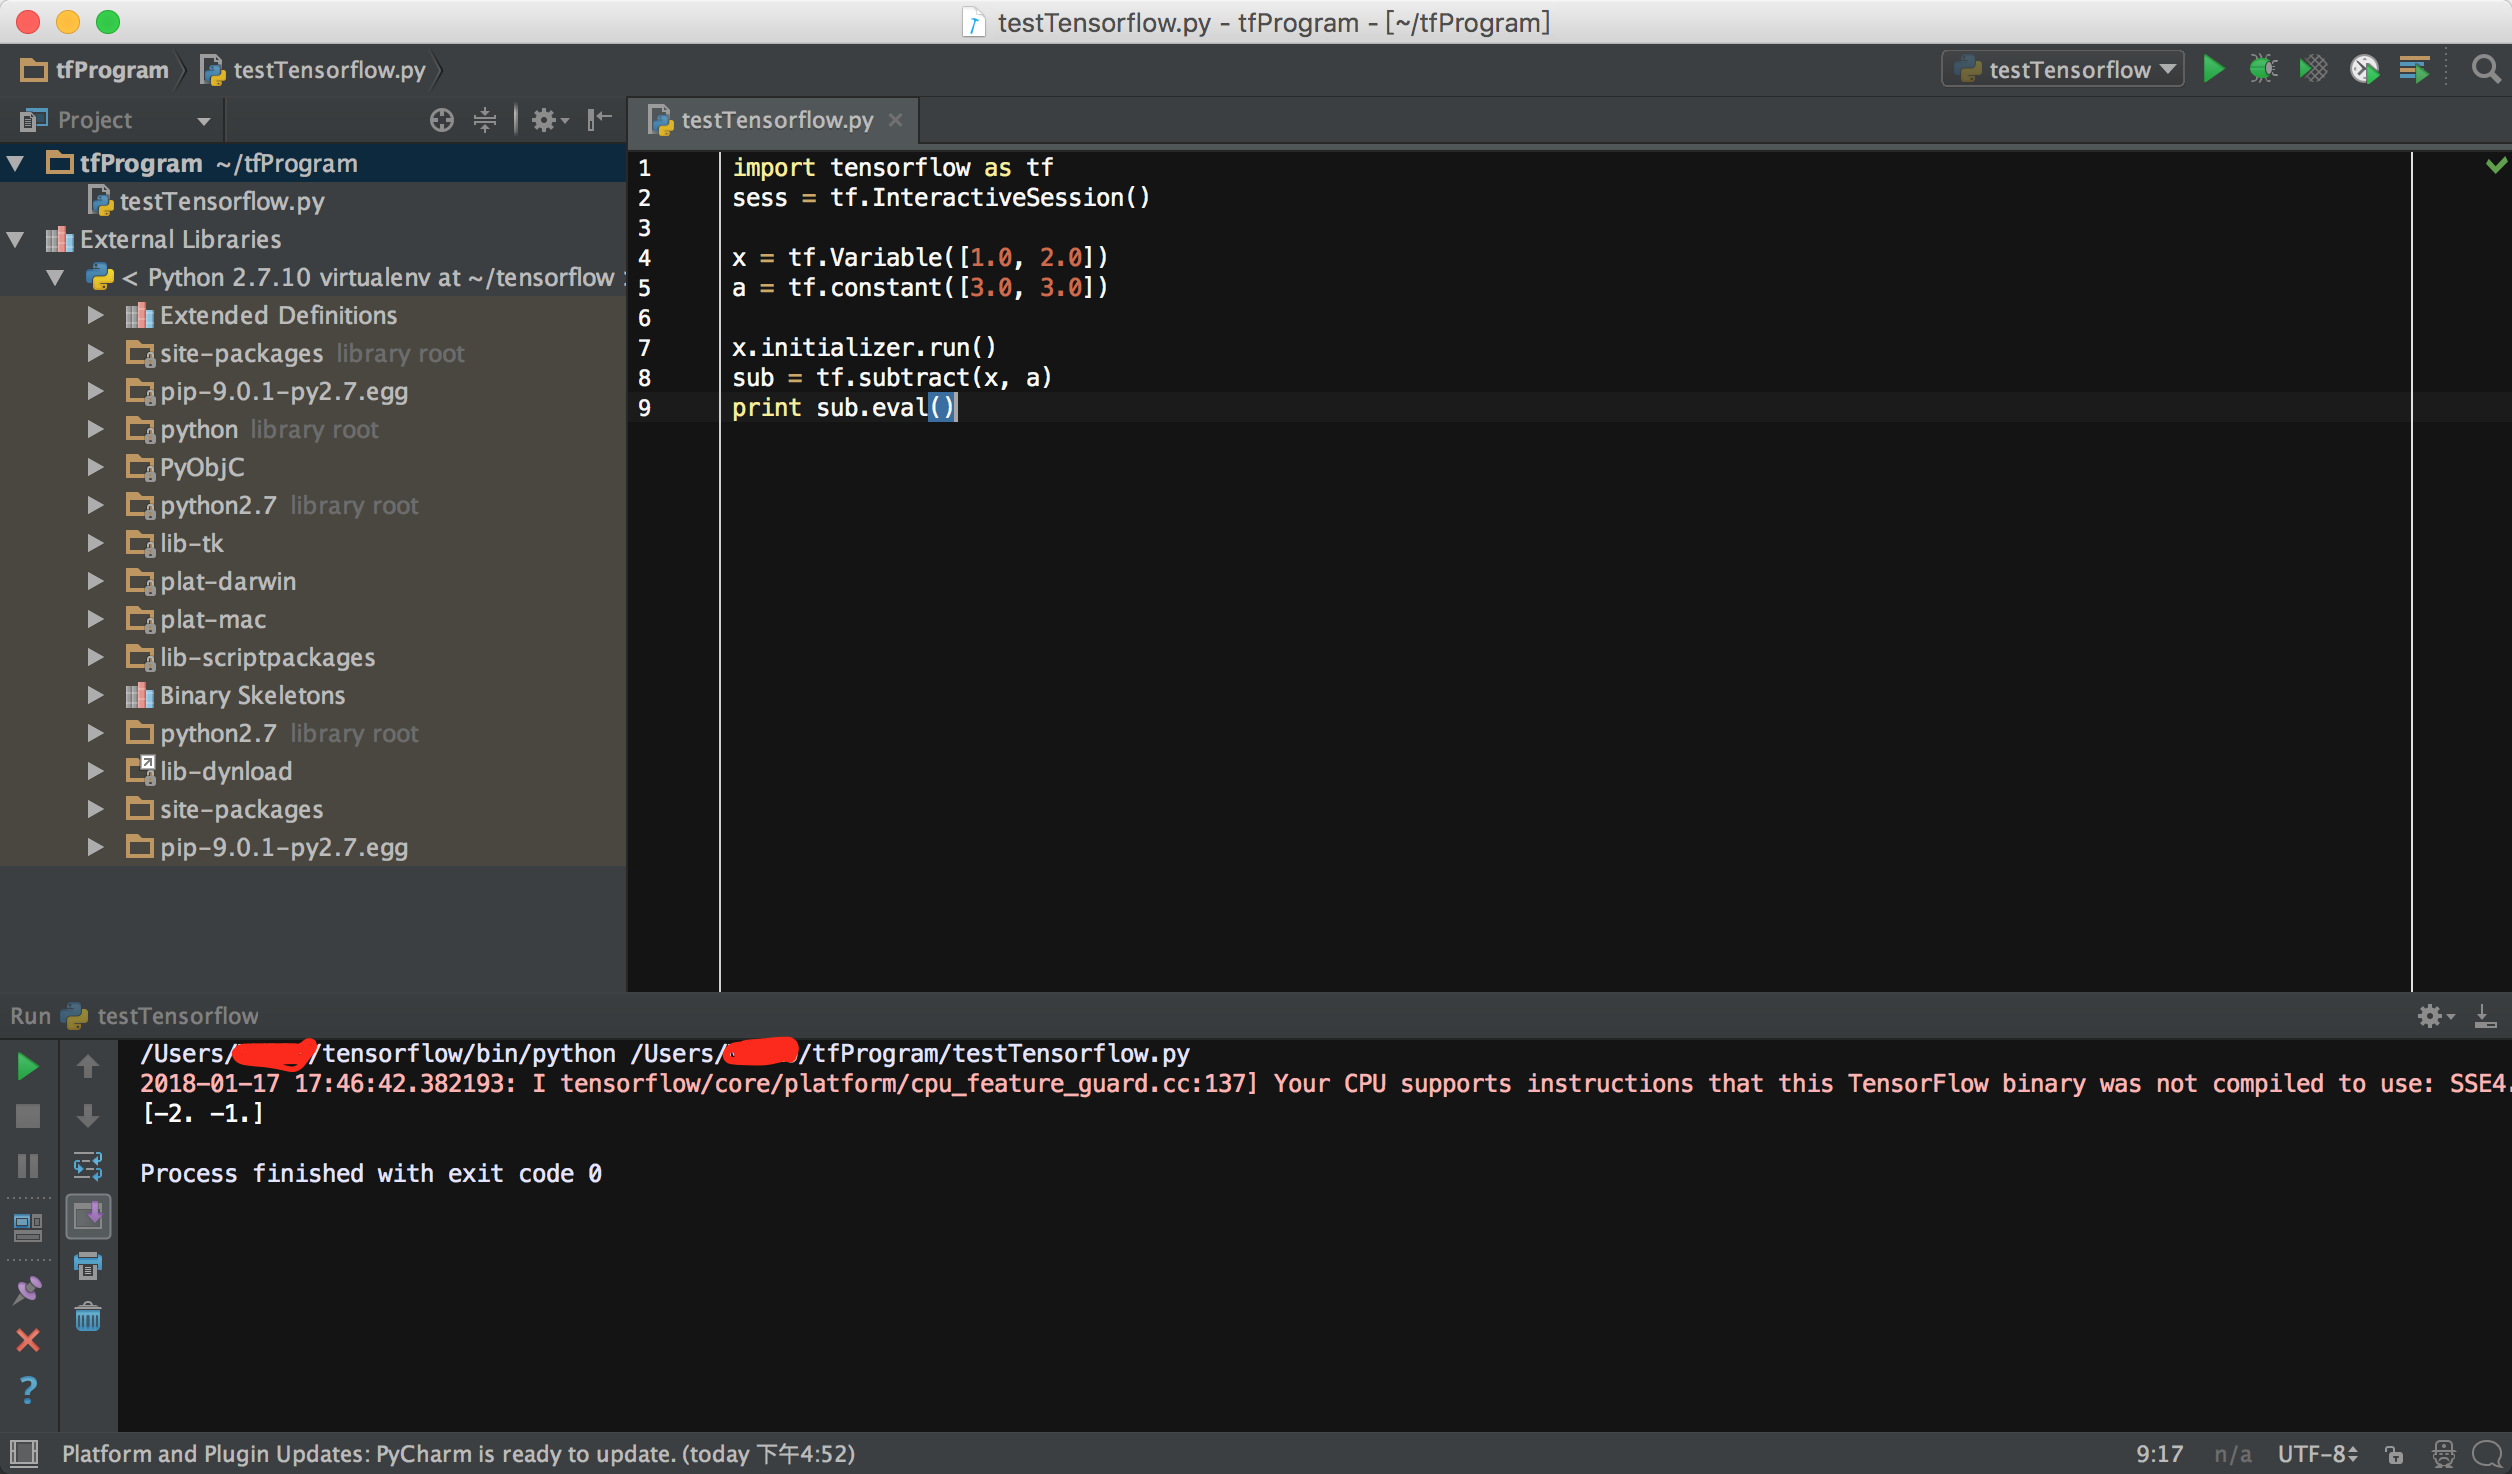 testTensorflow.py - tfProgram - [~/tfProgram]
tfProgram testTensorflow.py
testTensorflow
Project
testTensorflow.py
tfProgram ~/tfProgram
testTensorflow.py
External Libraries
< Python 2.7.10 virtualenv at ~/tensorflow
Extended Definitions
site-packages library root
pip-9.0.1-py2.7.egg
python library root
PyObjC
python2.7 library root
lib-tk
plat-darwin
plat-mac
lib-scriptpackages
Binary Skeletons
python2.7 library root
lib-dynload
site-packages
pip-9.0.1-py2.7.egg
1 import tensorflow as tf
2 sess = tf.InteractiveSession()
3
4 x = tf.Variable([1.0, 2.0])
5 a = tf.constant([3.0, 3.0])
6
7 x.initializer.run()
8 sub = tf.subtract(x, a)
9 print sub.eval()
Run testTensorflow
/Users/ /tensorflow/bin/python /Users/ /tfProgram/testTensorflow.py
2018-01-17 17:46:42.382193: I tensorflow/core/platform/cpu_feature_guard.cc:137] Your CPU supports instructions that this TensorFlow binary was not compiled to use: SSE4.
[-2. -1.]
Process finished with exit code 0
Platform and Plugin Updates: PyCharm is ready to update. (today 下午4:52)
9:17 n/a UTF-8